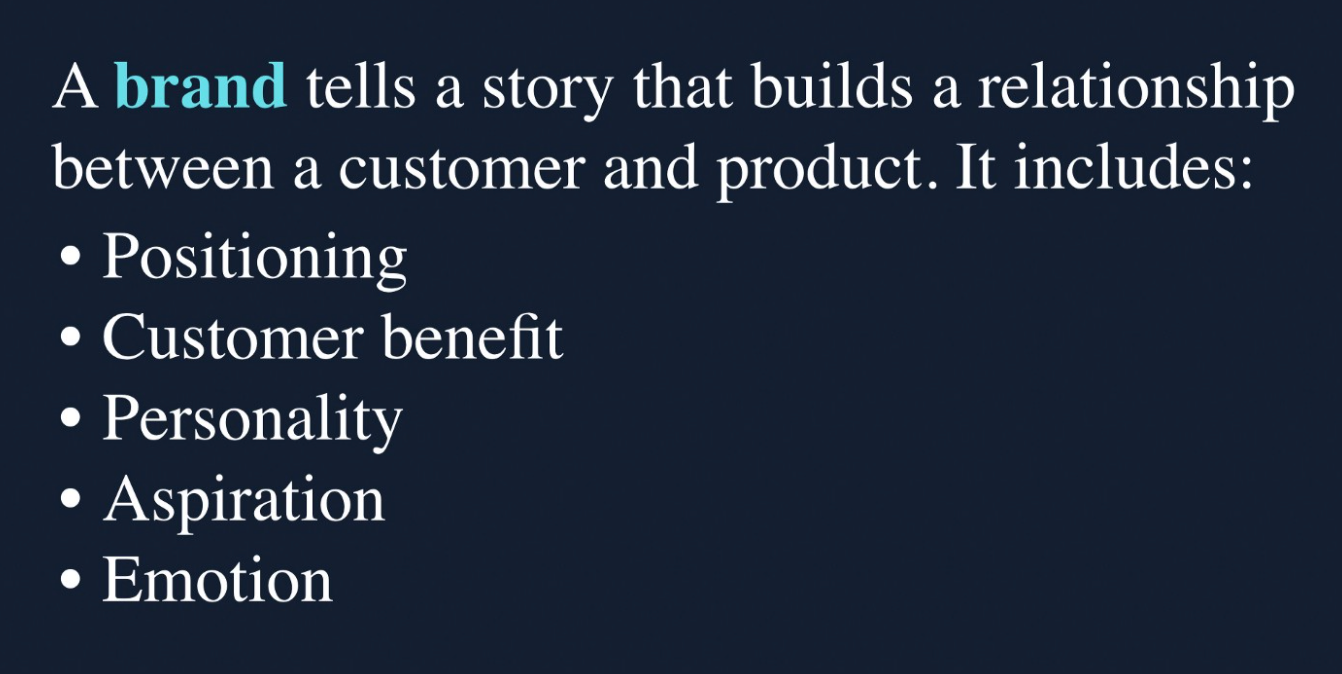 A brand tells a story that builds a relationship
between a customer and product. It includes:
• Positioning
• Customer benefit
• Personality
• Aspiration
• Emotion